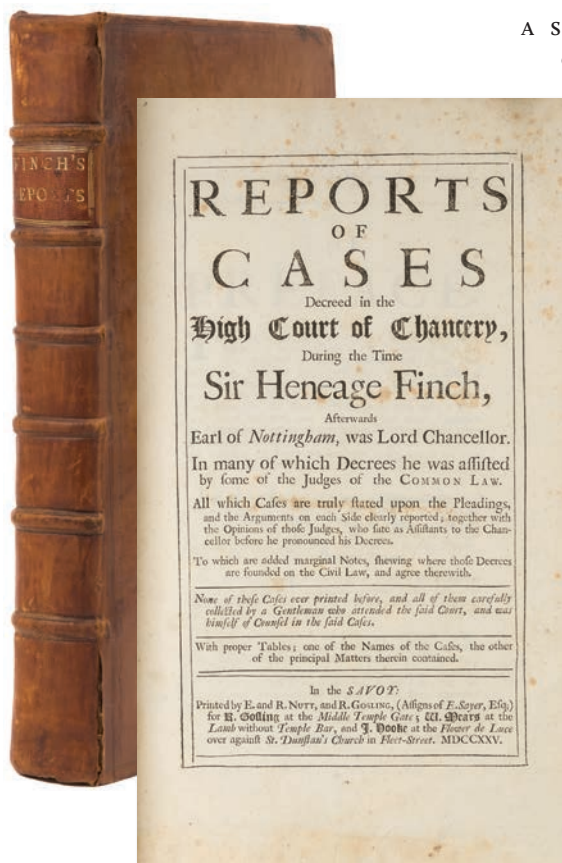 A S
FINCH'S
REPORTS
REPORTS
OF
CASES
Decreed in the
High Court of Chancery,
During the Time
Sir Heneage Finch,
Afterwards
Earl of Nottingham, was Lord Chancellor.
In many of which Decrees he was aſſiſted
by ſome of the Judges of the COMMON LAW.
All which Caſes are truly ſtated upon the Pleadings,
and the Arguments on each Side clearly reported; together with
the Opinions of thoſe Judges, who ſate as Aſſiſtants to the Chan-
cellor before he pronounced his Decrees.
To which are added marginal Notes, ſhewing where thoſe Decrees
are founded on the Civil Law, and agree therewith.
None of theſe Caſes ever printed before, and all of them carefully
collected by a Gentleman who attended the ſaid Court, and was
himſelf of Counſel in the ſaid Caſes.
With proper Tables; one of the Names of the Caſes, the other
of the principal Matters therein contained.
In the SAVOY:
Printed by E. and R. NUTT, and R. GOSLING, (Aſſigns of E. Sayer, Eſq;)
for R. Goſling at the Middle Temple Gate; W. Mears at the
Lamb without Temple Bar, and J. Hooke at the Flower de Luce
over againſt St. Dunſtan's Church in Fleet-Street. MDCCXXV.